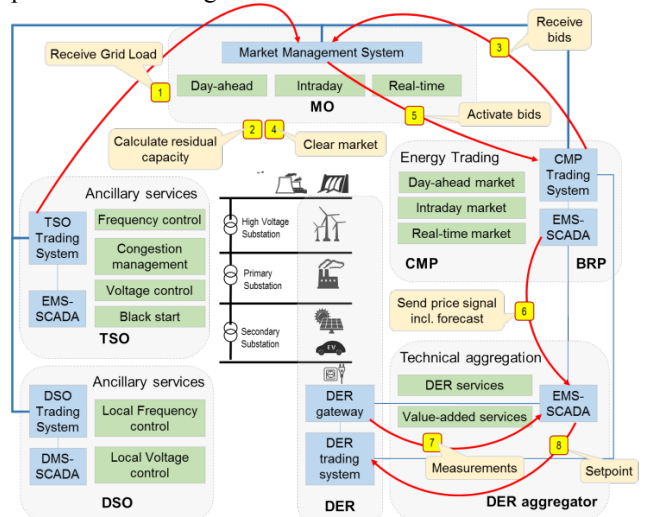 Receive Grid Load
1
Market Management System
Day-ahead
Intraday
Real-time
MO
3
Receive
bids
5
Activate bids
Calculate residual
capacity
2
4
Clear market
Ancillary services
TSO
Trading
System
EMS-
SCADA
Frequency control
Congestion
management
Voltage control
Black start
TSO
High Voltage
Substation
Primary
Substation
Secondary
Substation
EV
Energy Trading
Day-ahead market
Intraday market
Real-time market
CMP
CMP
Trading
System
EMS-
SCADA
BRP
Send price signal
incl. forecast
6
Ancillary services
DSO
Trading
System
DMS-
SCADA
Local Frequency
control
Local Voltage
control
DSO
DER
gateway
DER
trading
system
DER
Technical aggregation
DER services
Value-added services
EMS-
SCADA
7
Measurements
8
Setpoint
DER aggregator